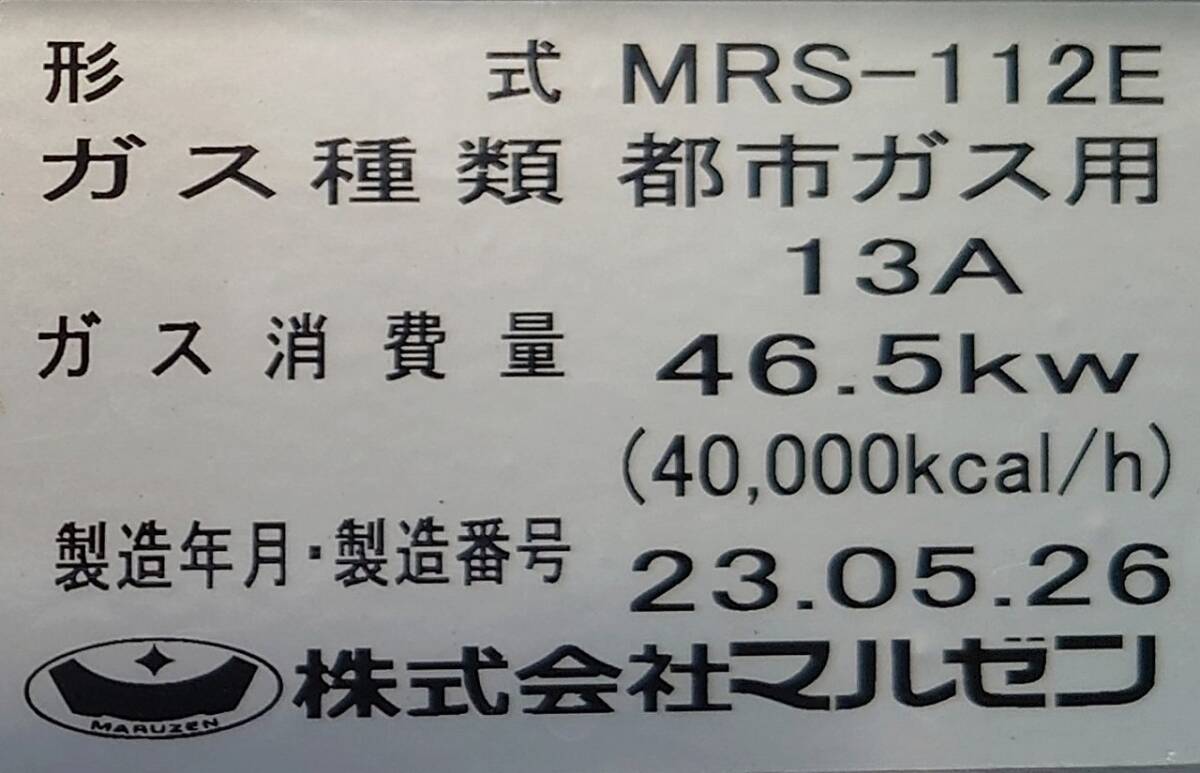 形式 MRS-112E
ガス種類 都市ガス用
13A
ガス消費量 46.5kw
(40,000kcal/h)
製造年月・製造番号 23.05.26
MARUZEN 株式会社マルゼン